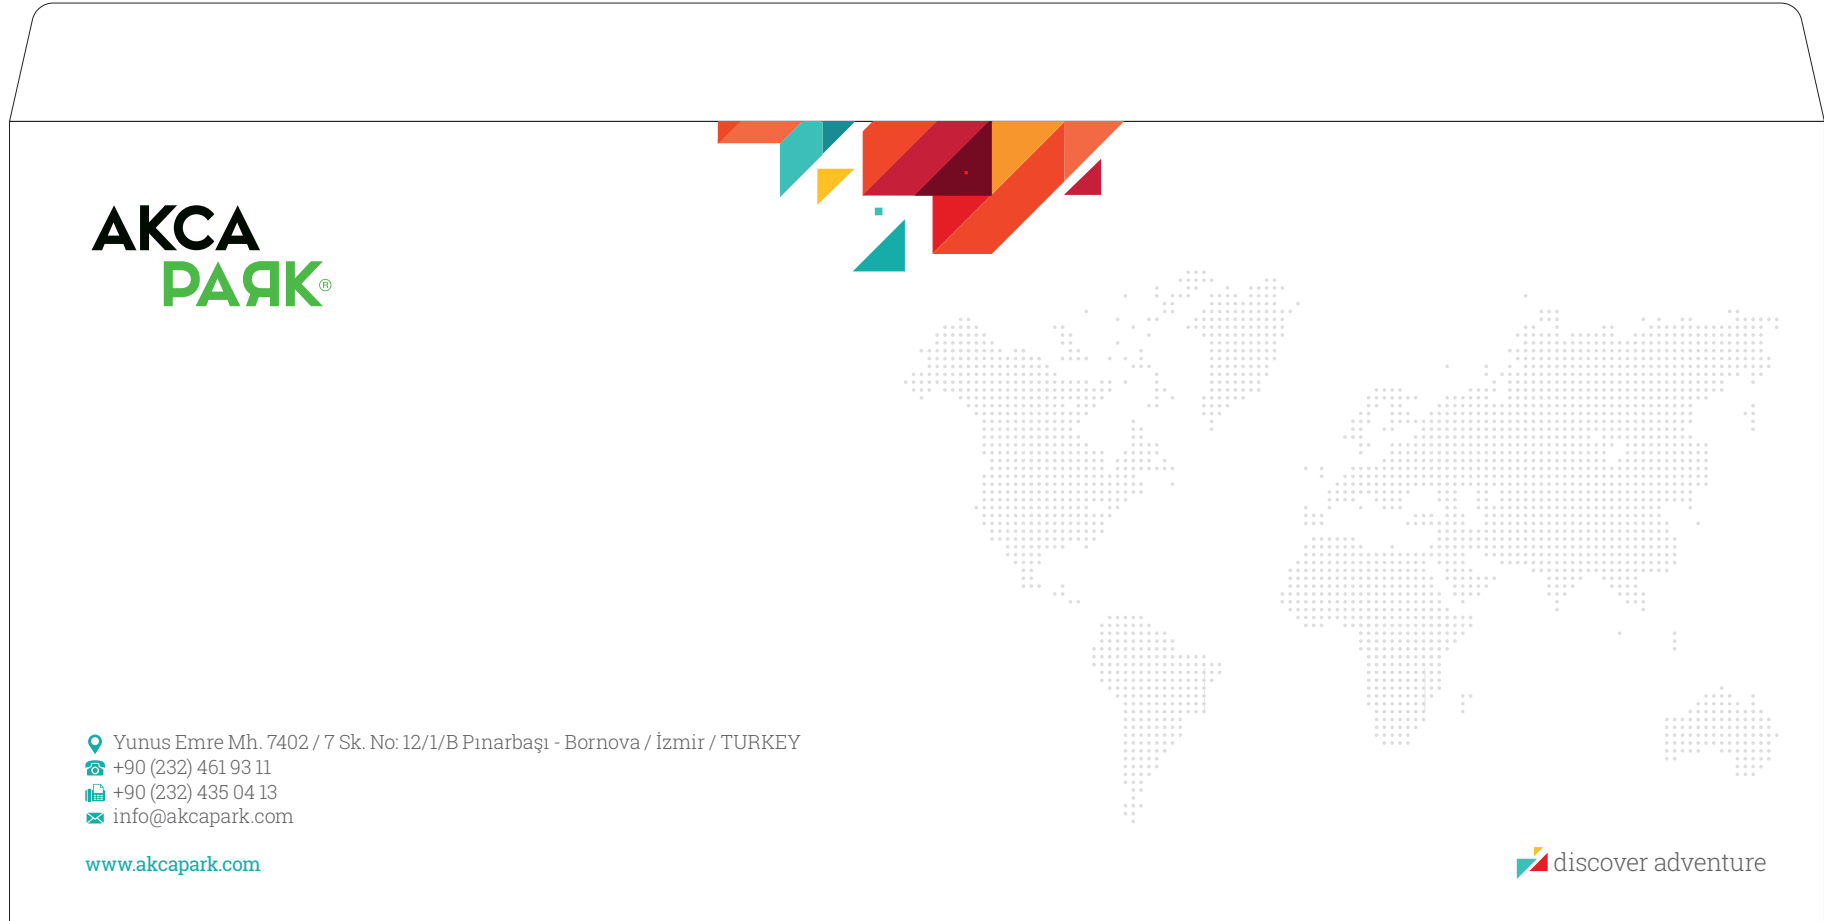 AKCA
PAЯK®
Yunus Emre Mh. 7402 / 7 Sk. No: 12/1/B Pınarbaşı - Bornova / İzmir / TURKEY
+90 (232) 461 93 11
+90 (232) 435 04 13
info@akcapark.com
www.akcapark.com
discover adventure